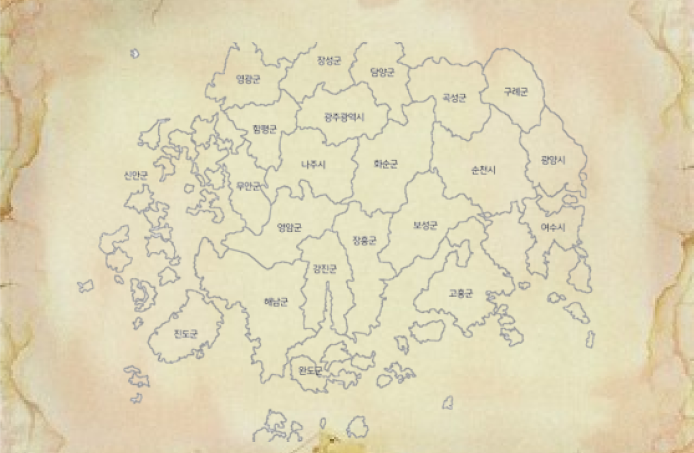 장성군
담양군
영광군
구례군
곡성군
광주광역시
함평군
광양시
나주시
화순군
순천시
신안군
무안군
영암군
보성군
여수시
장흥군
강진군
고흥군
해남군
진도군
완도군